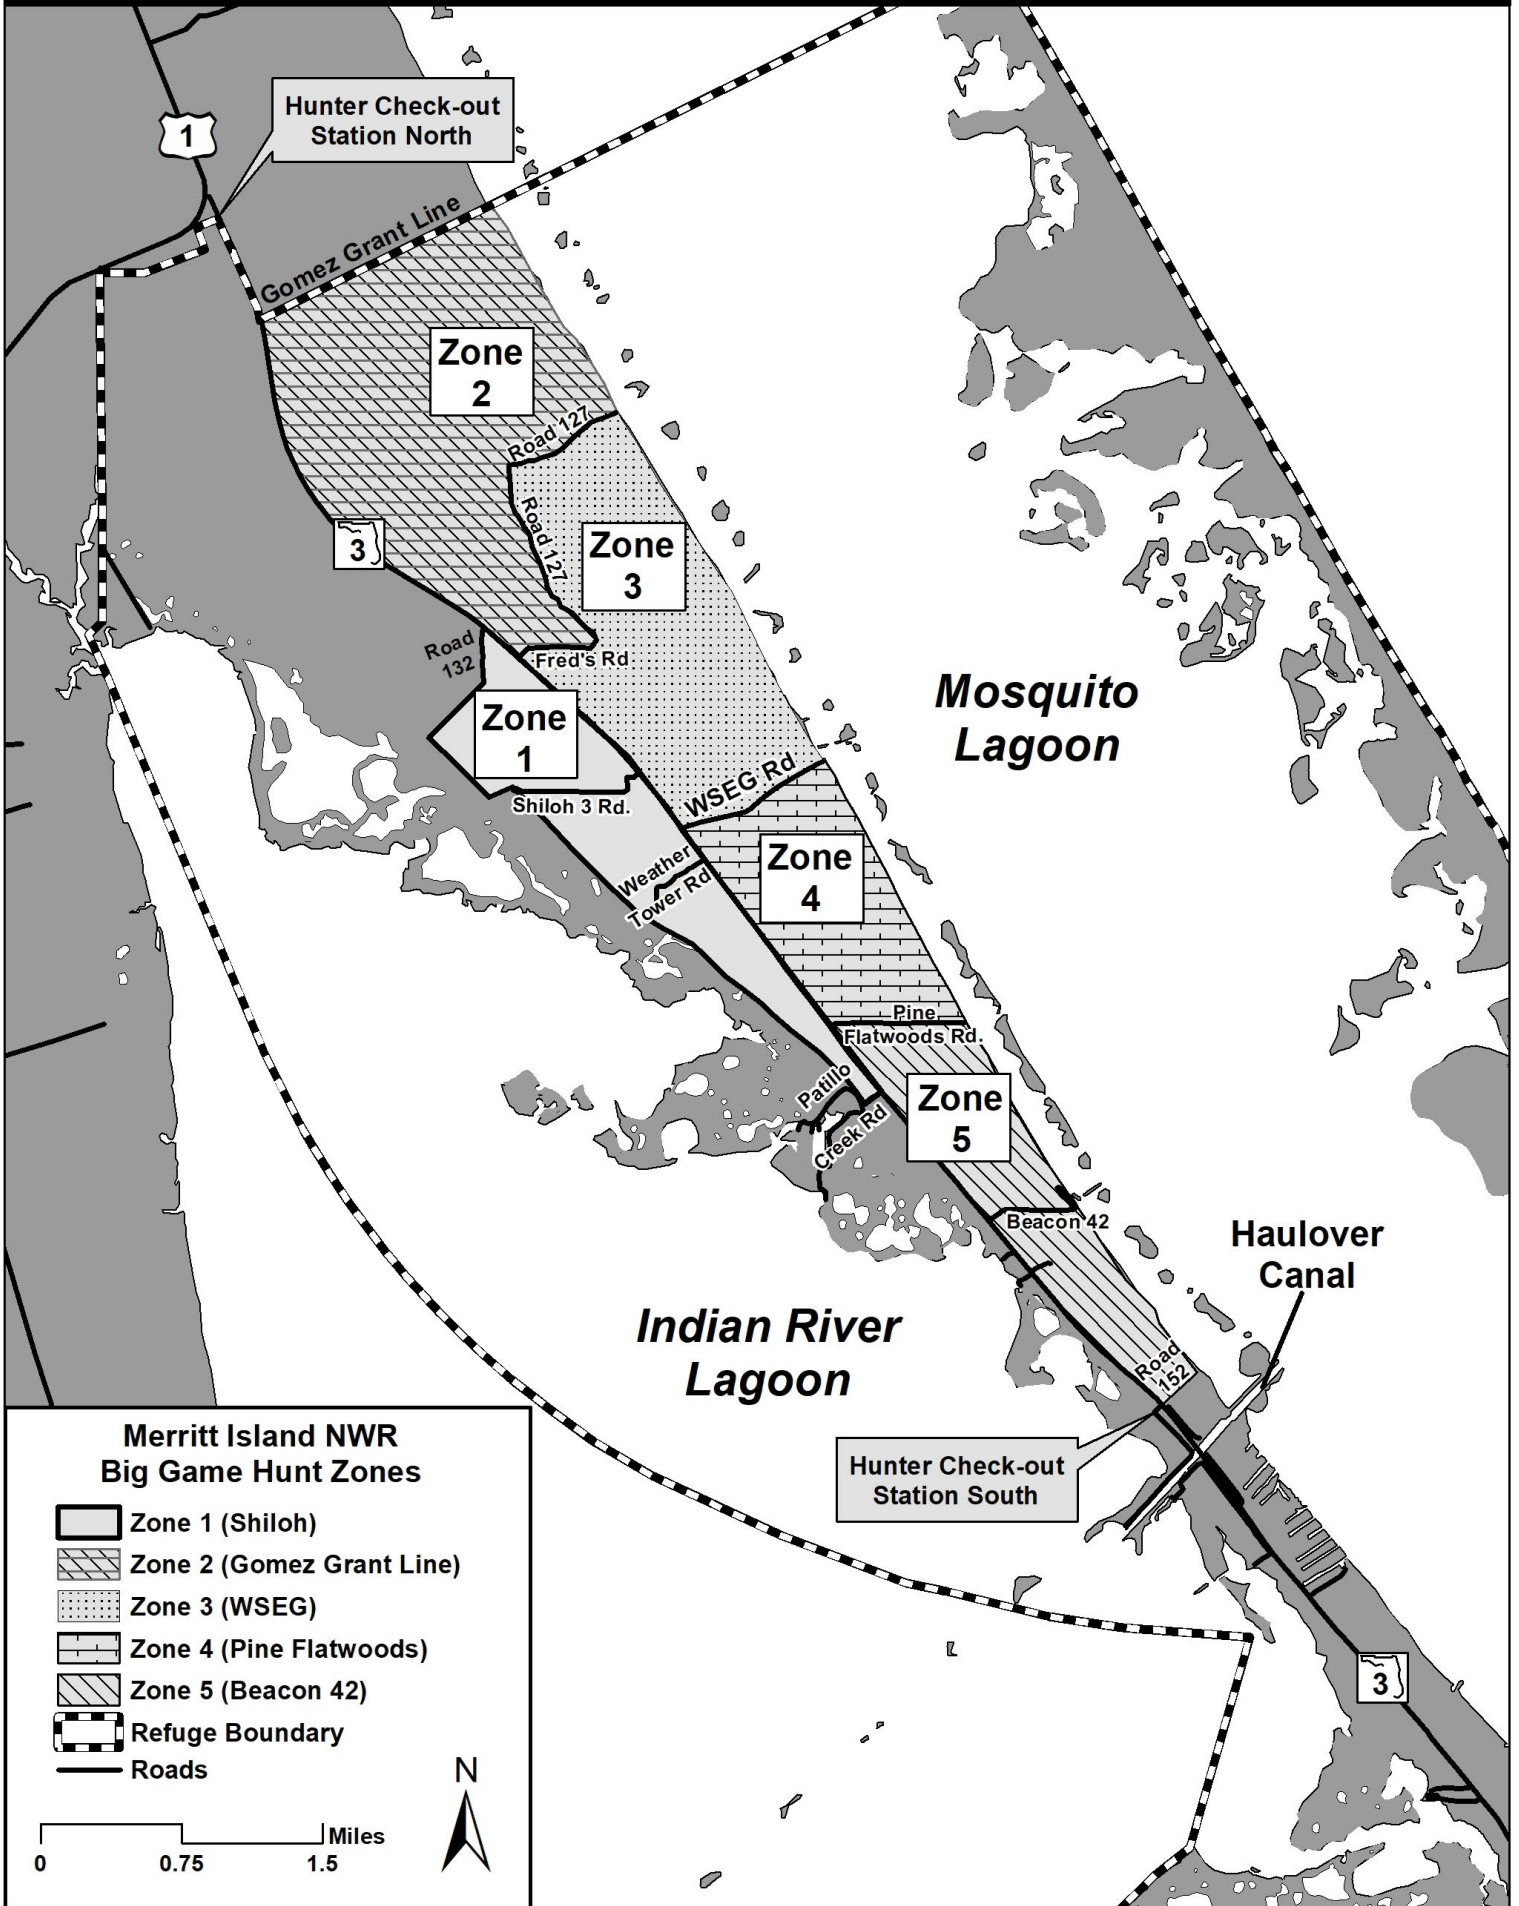 Hunter Check-out
Station North
1
Gomez Grant Line
Zone
2
Road 127
Road 127
3
Zone
3
Road
132
Fred's Rd
Zone
1
Shiloh 3 Rd.
WSEG Rd
Mosquito
Lagoon
Zone
4
Weather
Tower Rd
Pine
Flatwoods Rd.
Patillo
Creek Rd
Zone
5
Beacon 42
Haulover
Canal
Indian River
Lagoon
Road
152
Hunter Check-out
Station South
3
Merritt Island NWR
Big Game Hunt Zones
Zone 1 (Shiloh)
Zone 2 (Gomez Grant Line)
Zone 3 (WSEG)
Zone 4 (Pine Flatwoods)
Zone 5 (Beacon 42)
Refuge Boundary
Roads
N
Miles
0 0.75 1.5